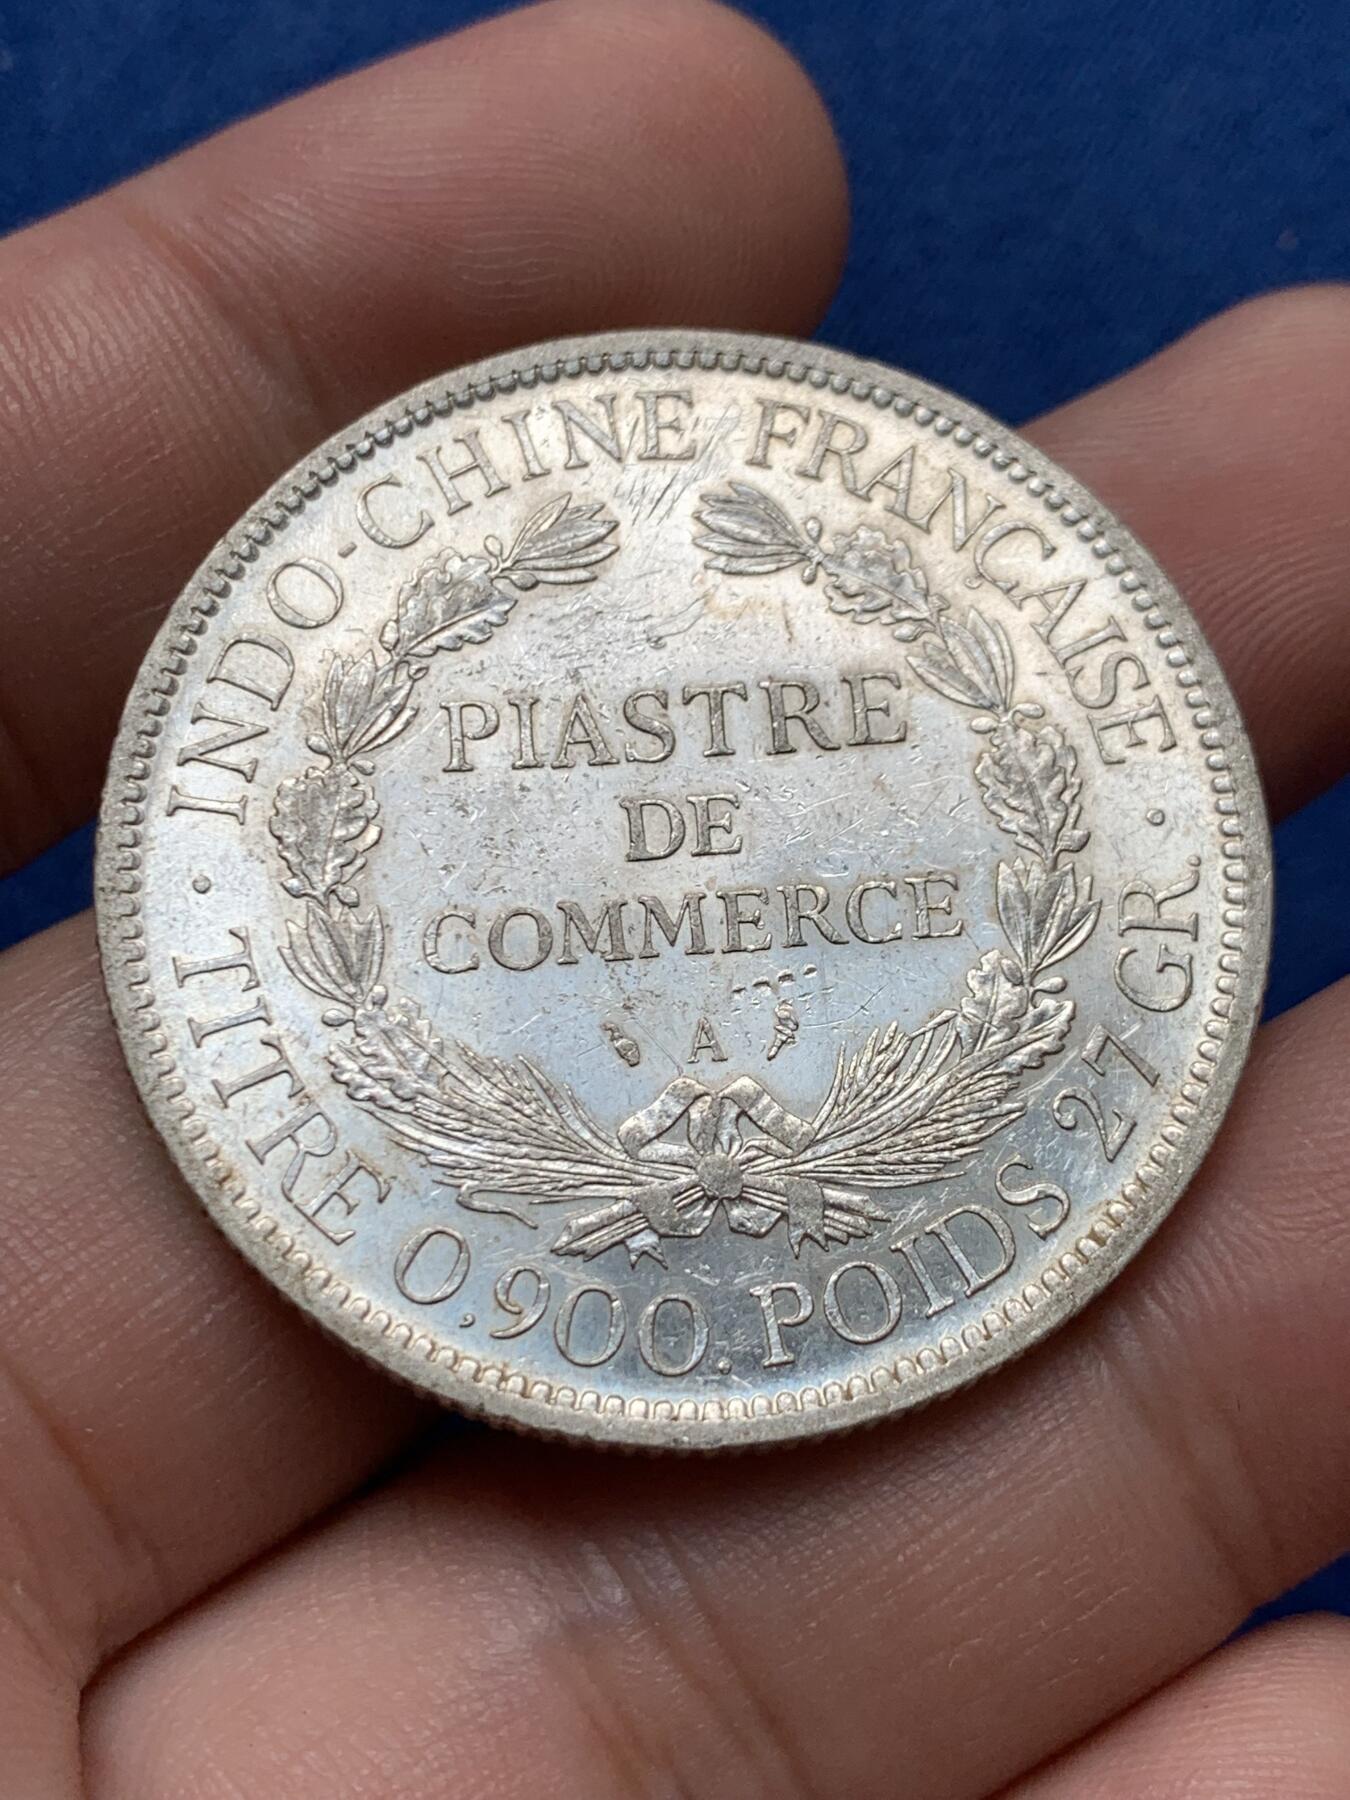 INDO-CHINE FRANÇAISE
PIASTRE
DE
COMMERCE
A
· TITRE 0,900. POIDS 27 GR. ·